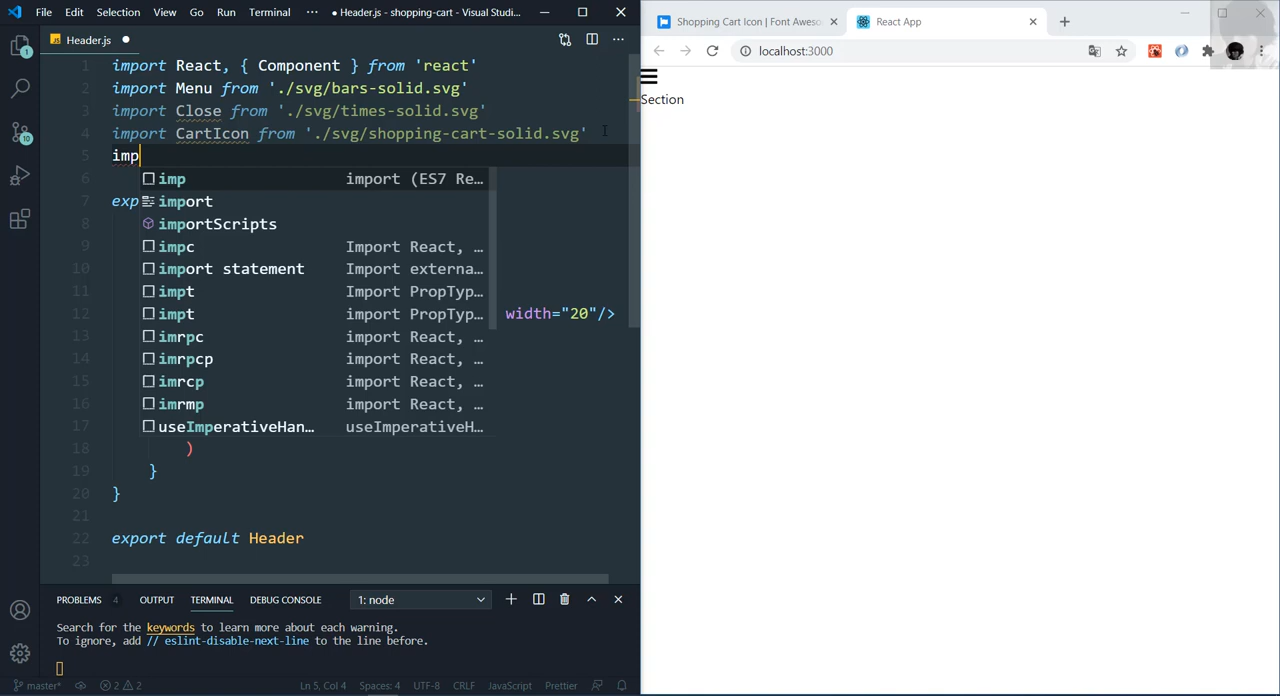 File Edit Selection View Go Run Terminal ··· ● Header.js - shopping-cart - Visual Studi...
Header.js ●
1 import React, { Component } from 'react'
2 import Menu from './svg/bars-solid.svg'
3 import Close from './svg/times-solid.svg'
4 import CartIcon from './svg/shopping-cart-solid.svg'
5 imp
6 imp import (ES7 Re...
7 exp import
8 importScripts
9 impc Import React, ...
10 import statement Import externa...
11 impt Import PropTyp...
12 impt import PropTyp... width="20"/>
13 imrpc import React, ...
14 imrpcp import React, ...
15 imrcp import React, ...
16 imrmp import React, ...
17 useImperativeHan... useImperativeH...
18 )
19 }
20 }
21
22 export default Header
23
PROBLEMS 4 OUTPUT TERMINAL DEBUG CONSOLE 1: node
Search for the keywords to learn more about each warning.
To ignore, add // eslint-disable-next-line to the line before.
master* 2 2 Ln 5, Col 4 Spaces: 4 UTF-8 CRLF JavaScript Prettier
1
10
Shopping Cart Icon | Font Aweso
React App
localhost:3000
Section